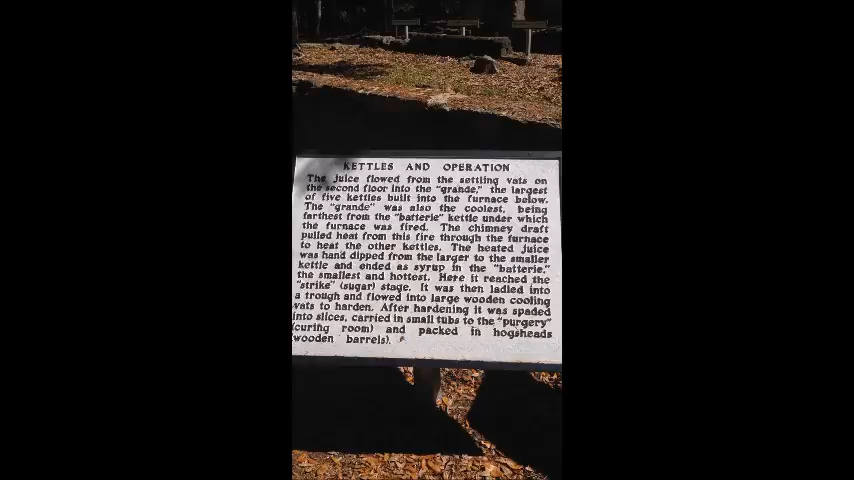 KETTLES AND OPERATION
The juice flowed from the settling vats on
the second floor into the "grande," the largest
of five kettles built into the furnace below.
The "grande" was also the coolest, being
farthest from the "batterie" kettle under which
the furnace was fired. The chimney draft
pulled heat from this fire through the furnace
to heat the other kettles. The heated juice
was hand dipped from the larger to the smaller
kettle and ended as syrup in the "batterie,"
the smallest and hottest. Here it reached the
"strike" (sugar) stage. It was then ladled into
a trough and flowed into large wooden cooling
vats to harden. After hardening it was spaded
into slices, carried in small tubs to the "purgery"
(curing room) and packed in hogsheads
(wooden barrels).